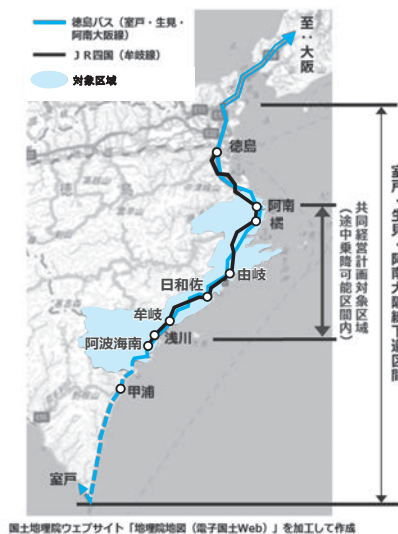 徳島バス（室戸・生見・
阿南大阪線）
ＪＲ四国（牟岐線）
対象区域
至：大阪
徳島
阿南
橘
由岐
日和佐
牟岐
浅川
阿波海南
甲浦
室戸
共同経営計画対象区域
（途中乗降可能区間内）
室戸・生見・阿南大阪線下道区間
国土地理院ウェブサイト「地理院地図（電子国土Web）」を加工して作成